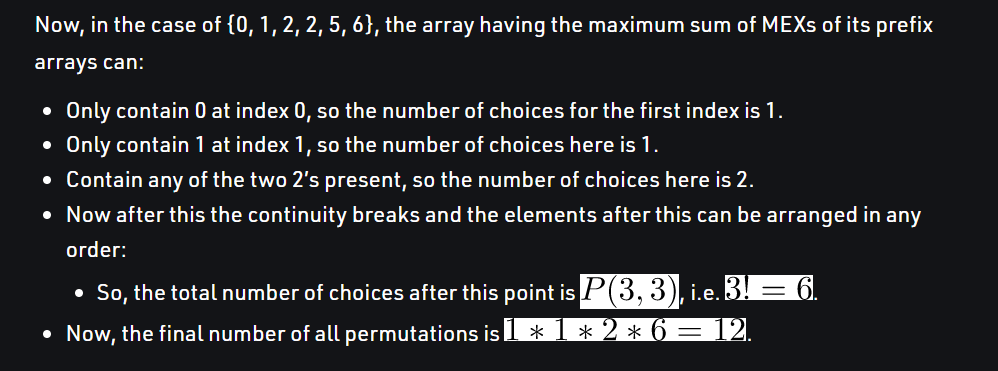 Now, in the case of {0, 1, 2, 2, 5, 6}, the array having the maximum sum of MEXs of its prefix
arrays can:
• Only contain 0 at index 0, so the number of choices for the first index is 1.
• Only contain 1 at index 1, so the number of choices here is 1.
• Contain any of the two 2’s present, so the number of choices here is 2.
• Now after this the continuity breaks and the elements after this can be arranged in any
order:
• So, the total number of choices after this point is P(3, 3), i.e. 3! = 6.
• Now, the final number of all permutations is 1 * 1 * 2 * 6 = 12.